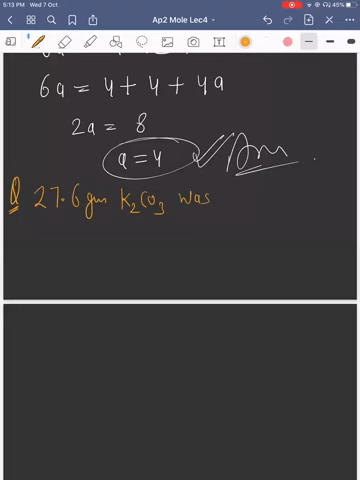 5:13 PM Wed 7 Oct 45%
Ap2 Mole Lec4
6a = 4 + 4 + 4a
2a = 8
a = 4 Ans.
Q 27.6 gm K₂CO₃ was